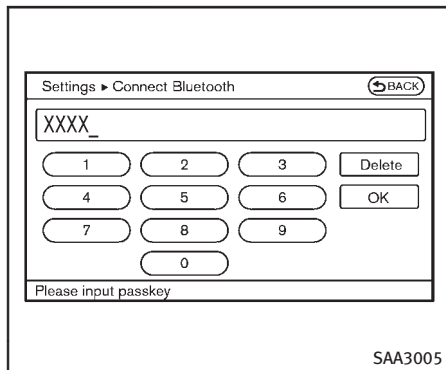 Settings ▸ Connect Bluetooth
BACK
XXXX_
1 2 3 Delete
4 5 6 OK
7 8 9
0
Please input passkey
SAA3005